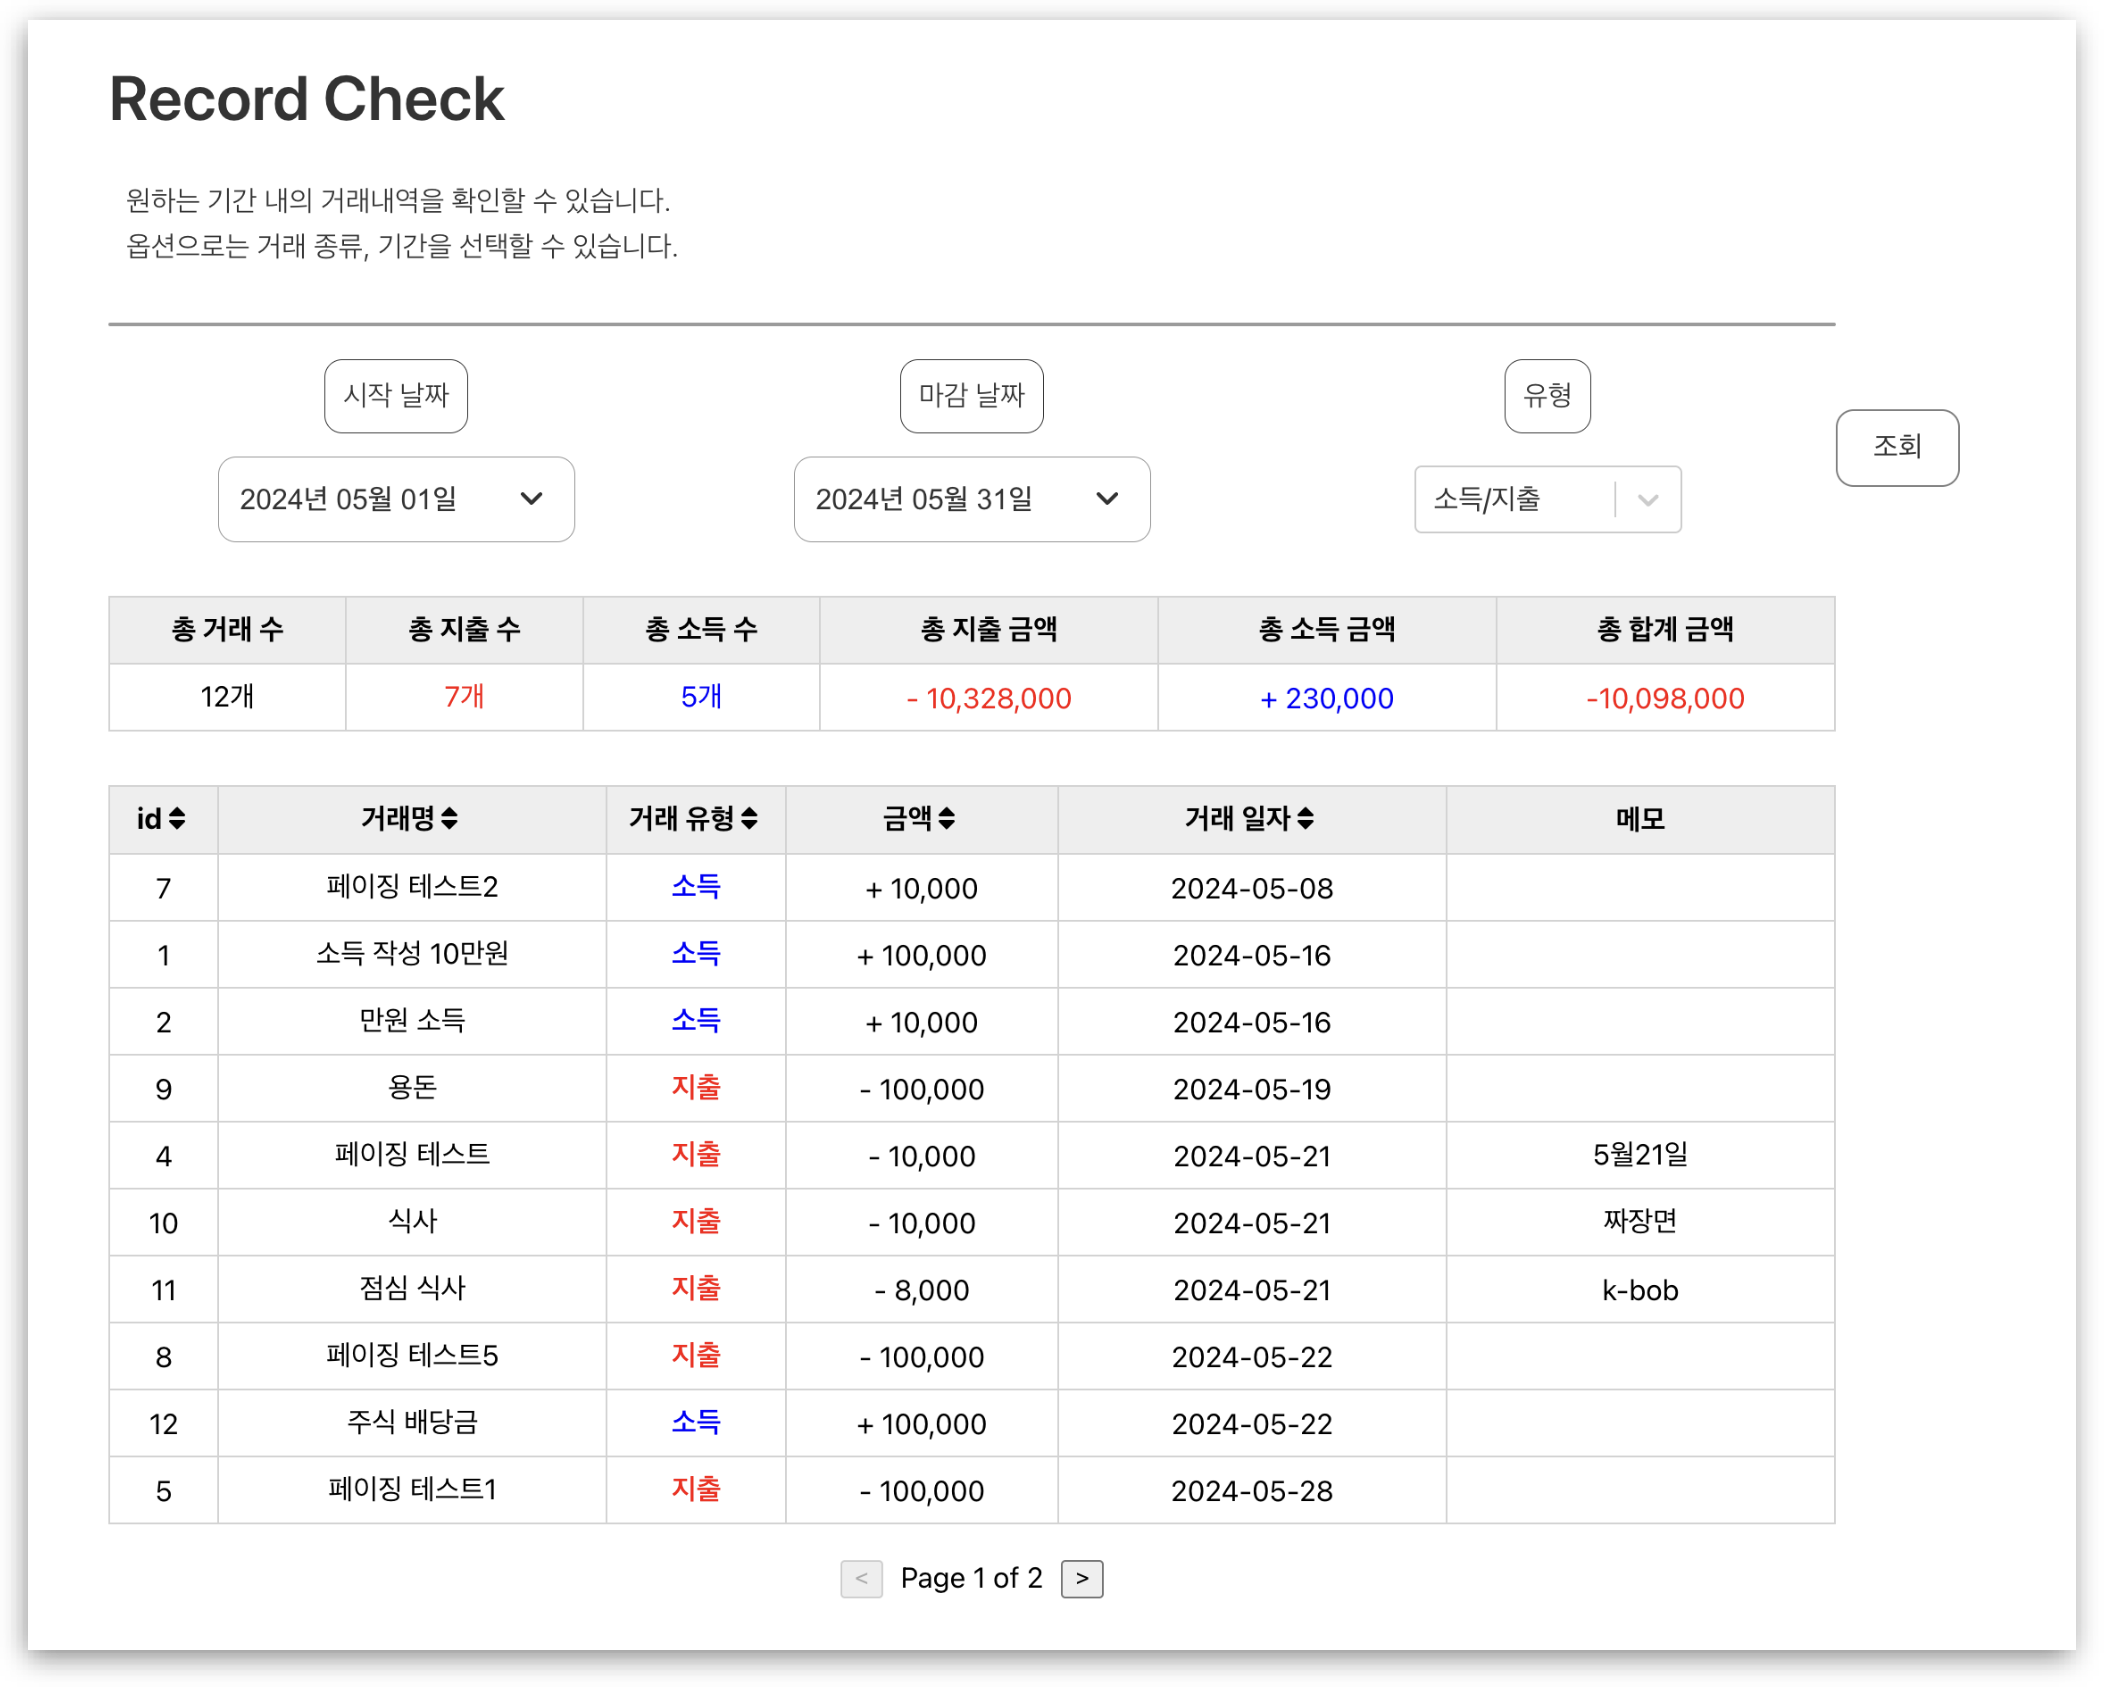 Record Check
원하는 기간 내의 거래내역을 확인할 수 있습니다.
옵션으로는 거래 종류, 기간을 선택할 수 있습니다.
시작 날짜 마감 날짜 유형
조회
2024년 05월 01일 2024년 05월 31일 소득/지출
총 거래 수 총 지출 수 총 소득 수 총 지출 금액 총 소득 금액 총 합계 금액
12개 7개 5개 - 10,328,000 + 230,000 -10,098,000
id 거래명 거래 유형 금액 거래 일자 메모
7 페이징 테스트2 소득 + 10,000 2024-05-08
1 소득 작성 10만원 소득 + 100,000 2024-05-16
2 만원 소득 소득 + 10,000 2024-05-16
9 용돈 지출 - 100,000 2024-05-19
4 페이징 테스트 지출 - 10,000 2024-05-21 5월21일
10 식사 지출 - 10,000 2024-05-21 짜장면
11 점심 식사 지출 - 8,000 2024-05-21 k-bob
8 페이징 테스트5 지출 - 100,000 2024-05-22
12 주식 배당금 소득 + 100,000 2024-05-22
5 페이징 테스트1 지출 - 100,000 2024-05-28
< Page 1 of 2 >